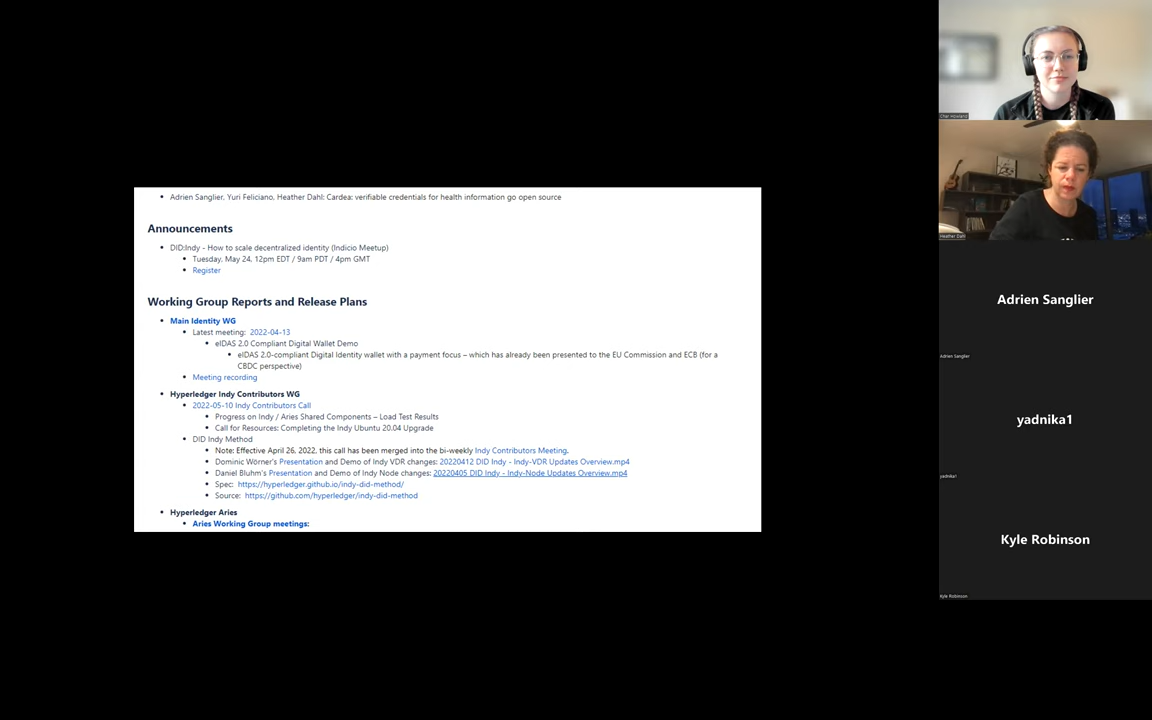 Adrien Sanglier, Yuri Feliciano, Heather Dahl: Cardea: verifiable credentials for health information go open source
Announcements
DID:Indy - How to scale decentralized identity (Indicio Meetup)
Tuesday, May 24, 12pm EDT / 9am PDT / 4pm GMT
Register
Working Group Reports and Release Plans
Main Identity WG
Latest meeting: 2022-04-13
eIDAS 2.0 Compliant Digital Wallet Demo
eIDAS 2.0-compliant Digital Identity wallet with a payment focus – which has already been presented to the EU Commission and ECB (for a
CBDC perspective)
Meeting recording
Hyperledger Indy Contributors WG
2022-05-10 Indy Contributors Call
Progress on Indy / Aries Shared Components – Load Test Results
Call for Resources: Completing the Indy Ubuntu 20.04 Upgrade
DID Indy Method
Note: Effective April 26, 2022, this call has been merged into the bi-weekly Indy Contributors Meeting.
Dominic Wörner's Presentation and Demo of Indy VDR changes: 20220412 DID Indy - Indy-VDR Updates Overview.mp4
Daniel Bluhm's Presentation and Demo of Indy Node changes: 20220405 DID Indy - Indy-Node Updates Overview.mp4
Spec: https://hyperledger.github.io/indy-did-method/
Source: https://github.com/hyperledger/indy-did-method
Hyperledger Aries
Aries Working Group meetings:
Char Howland
Heather Dahl
Adrien Sanglier
Adrien Sanglier
yadnika1
yadnika1
Kyle Robinson
Kyle Robinson